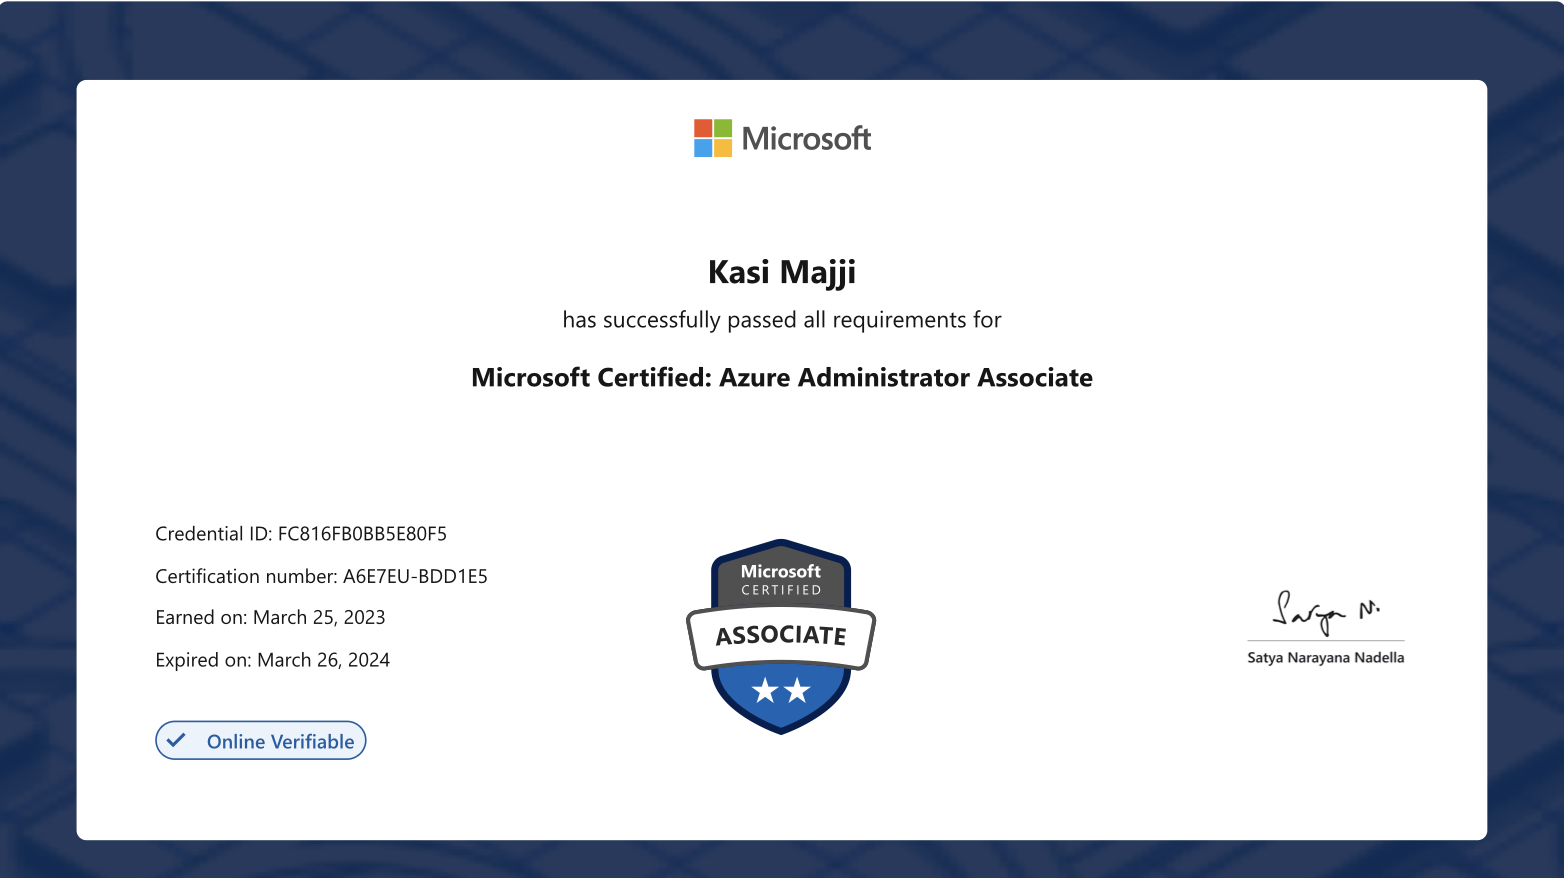 Microsoft
Kasi Majji
has successfully passed all requirements for
Microsoft Certified: Azure Administrator Associate
Credential ID: FC816FB0BB5E80F5
Certification number: A6E7EU-BDD1E5
Earned on: March 25, 2023
Expired on: March 26, 2024
Online Verifiable
Microsoft
CERTIFIED
ASSOCIATE
Satya N.
Satya Narayana Nadella